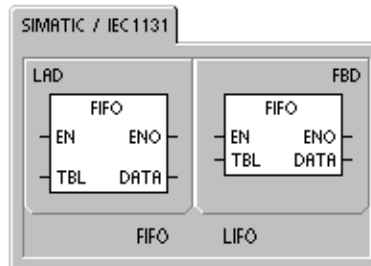 SIMATIC / IEC1131
LAD FBD
FIFO FIFO
EN ENO EN ENO
TBL DATA TBL DATA
FIFO LIFO